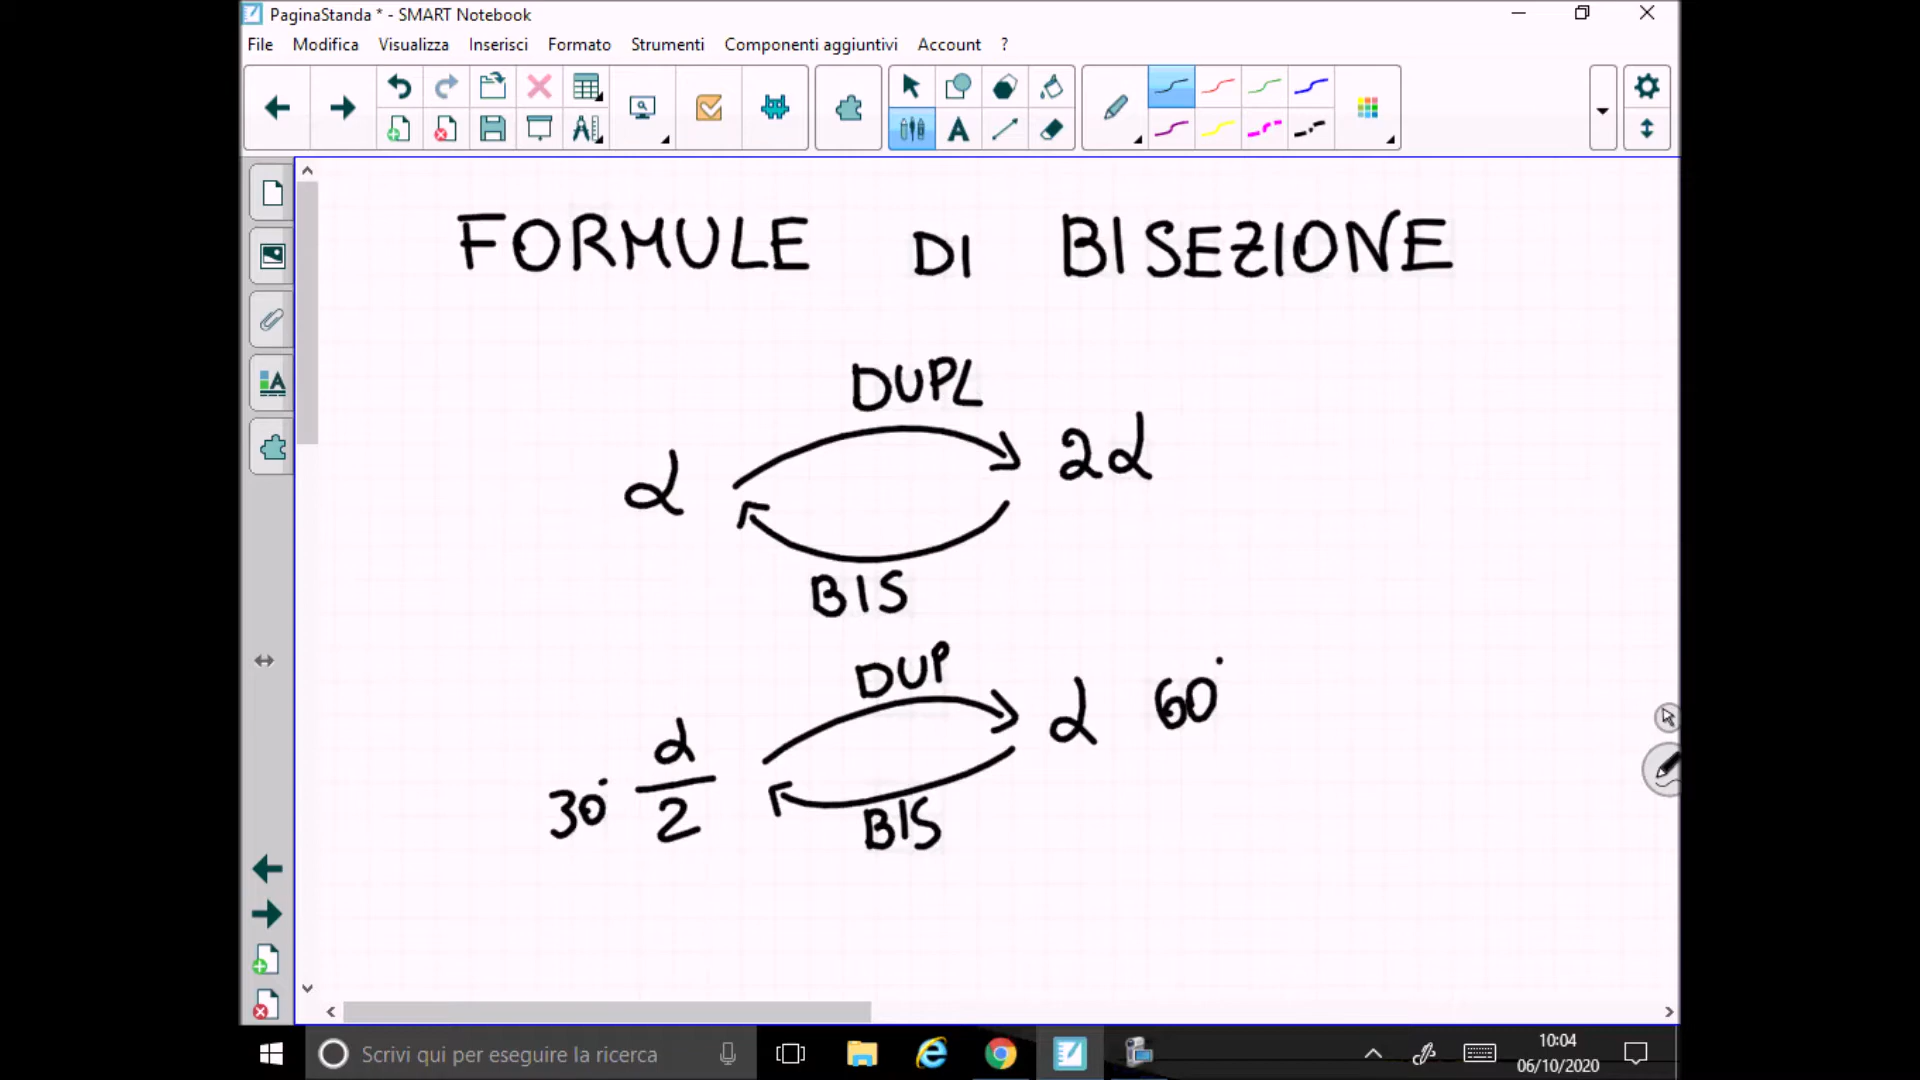 PaginaStanda * - SMART Notebook
File Modifica Visualizza Inserisci Formato Strumenti Componenti aggiuntivi Account ?
FORMULE DI BISEZIONE
DUPL
α 2α
BIS
DUP
α 60°
30° α/2
BIS
Scrivi qui per eseguire la ricerca
10:04
06/10/2020